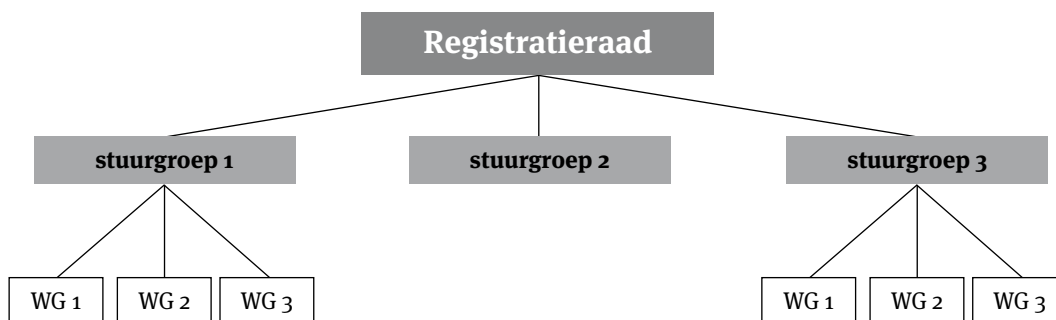 Registratieraad
stuurgroep 1
stuurgroep 2
stuurgroep 3
WG 1
WG 2
WG 3
WG 1
WG 2
WG 3